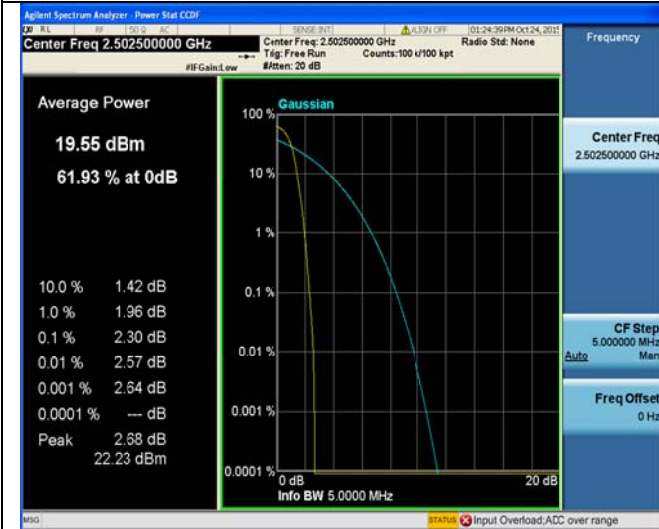 Agilent Spectrum Analyzer - Power Stat CCDF
RL RF 50 Ω AC SENSE:INT ALIGN OFF 01:24:39 PM Oct 24, 2015
Center Freq 2.502500000 GHz
Center Freq: 2.502500000 GHz Radio Std: None
Trig: Free Run Counts:100 k/100 kpt
#IFGain:Low #Atten: 20 dB
Frequency
Average Power
19.55 dBm
61.93 % at 0dB
10.0 % 1.42 dB
1.0 % 1.96 dB
0.1 % 2.30 dB
0.01 % 2.57 dB
0.001 % 2.64 dB
0.0001 % --- dB
Peak 2.68 dB
22.23 dBm
Gaussian
100 %
10 %
1 %
0.1 %
0.01 %
0.001 %
0.0001 %
0 dB 20 dB
Info BW 5.0000 MHz
Center Freq
2.502500000 GHz
CF Step
5.000000 MHz
Auto Man
Freq Offset
0 Hz
MSG STATUS Input Overload;ADC over range